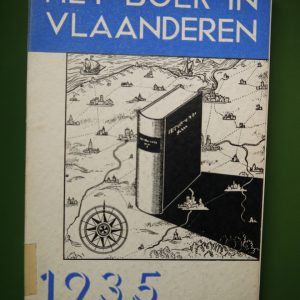 HET BOEK IN
VLAANDEREN
1935